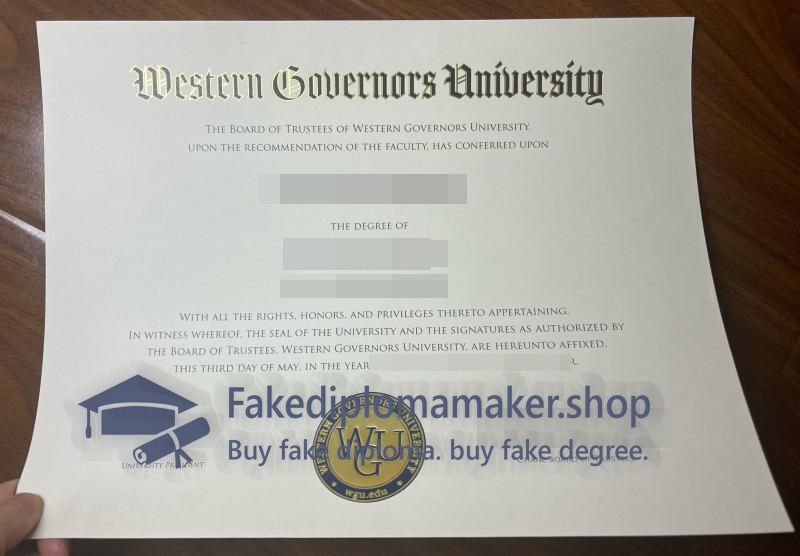 Western Governors University
THE BOARD OF TRUSTEES OF WESTERN GOVERNORS UNIVERSITY,
UPON THE RECOMMENDATION OF THE FACULTY, HAS CONFERRED UPON
THE DEGREE OF
WITH ALL THE RIGHTS, HONORS, AND PRIVILEGES THERETO APPERTAINING.
IN WITNESS WHEREOF, THE SEAL OF THE UNIVERSITY AND THE SIGNATURES AS AUTHORIZED BY
THE BOARD OF TRUSTEES, WESTERN GOVERNORS UNIVERSITY, ARE HEREUNTO AFFIXED,
THIS THIRD DAY OF MAY, IN THE YEAR
Fakediplomamaker.shop
Buy fake diploma. buy fake degree.
WESTERN GOVERNORS UNIVERSITY
WGU
wgu.edu
UNIVERSITY PRESIDENT